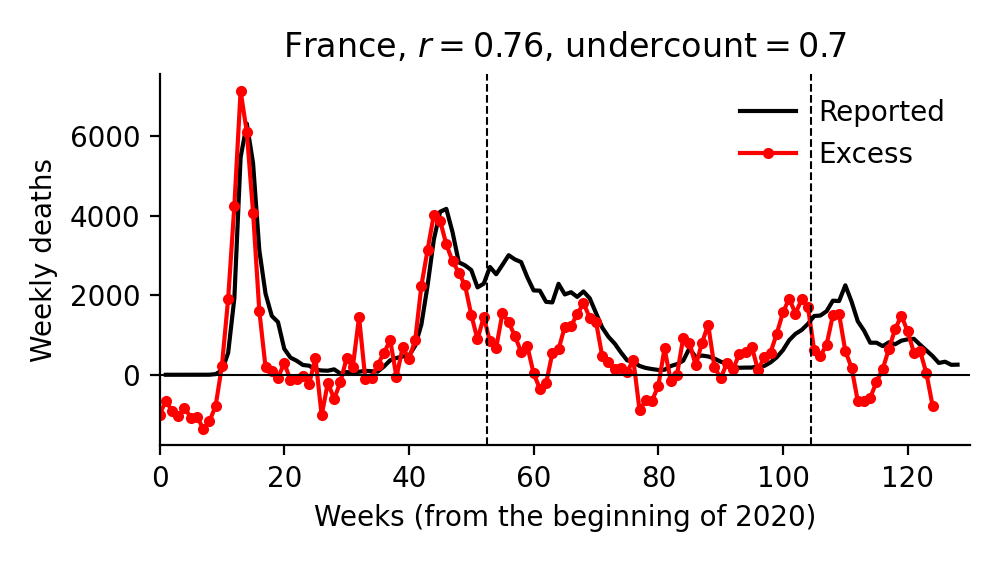 France, r = 0.76, undercount = 0.7
Reported
Excess
Weekly deaths
6000
4000
2000
0
0 20 40 60 80 100 120
Weeks (from the beginning of 2020)